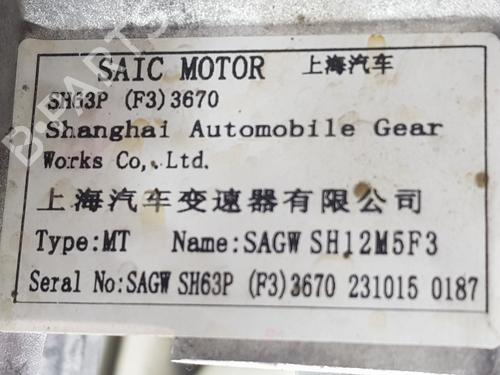 SAIC MOTOR 上海汽车
SH63P (F3)3670
Shanghai Automobile Gear
Works Co,. Ltd.
上海汽车变速器有限公司
Type:MT Name:SAGW SH12M5F3
Seral No:SAGW SH63P (F3)3670 231015 0187
B-PARTS